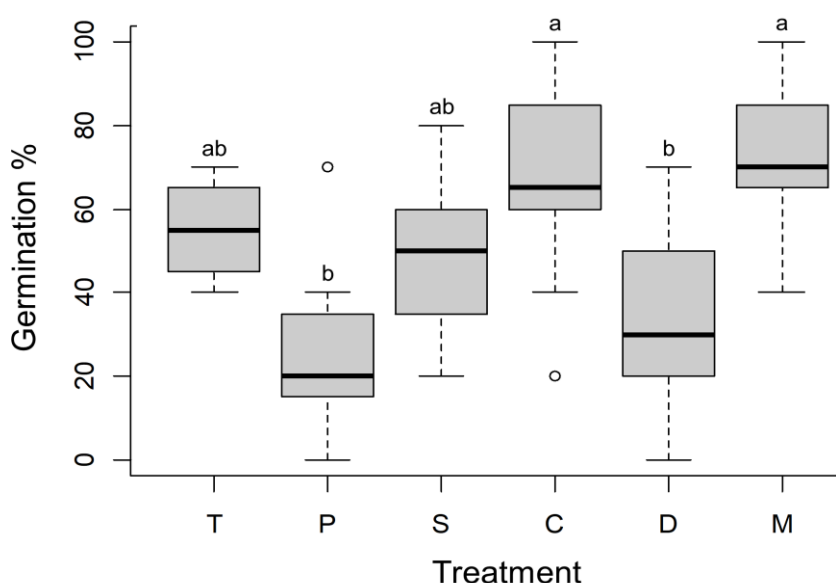 Germination %
100
80
60
40
20
0
ab
b
ab
a
b
a
T P S C D M
Treatment